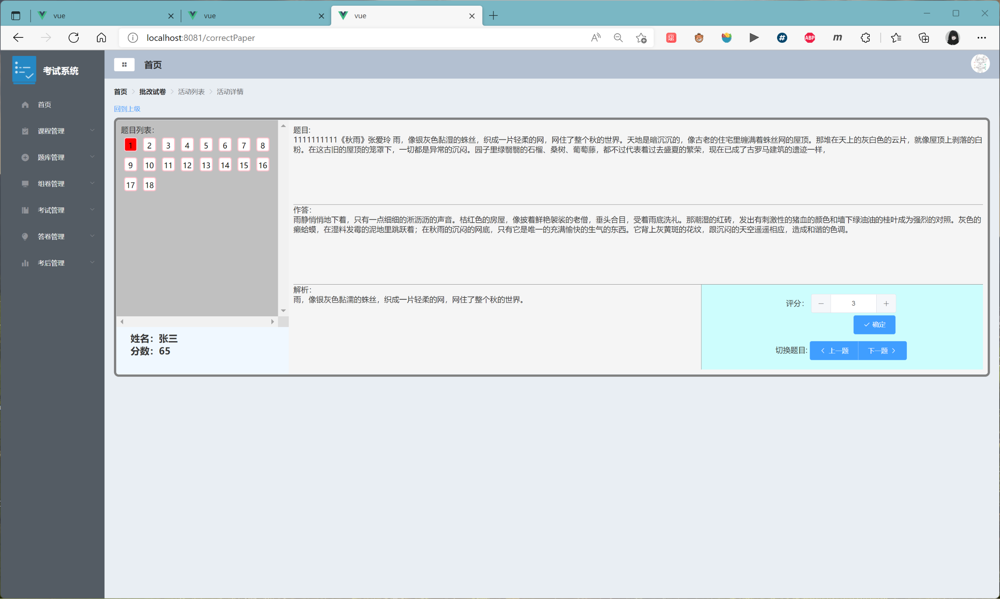 vue
vue
vue
localhost:8081/correctPaper
惠
#
ABP
m
考试系统
首页
首页
课程管理
题库管理
组卷管理
考试管理
答卷管理
考后管理
首页 > 批改试卷 > 活动列表 > 活动详情
回到上级
题目列表:
1 2 3 4 5 6 7 8
9 10 11 12 13 14 15 16
17 18
姓名：张三
分数：65
题目:
1111111111《秋雨》张爱玲 雨，像银灰色黏湿的蛛丝，织成一片轻柔的网，网住了整个秋的世界。天地是暗沉沉的，像古老的住宅里缠满着蛛丝网的屋顶。那堆在天上的灰白色的云片，就像屋顶上剥落的白
粉。在这古旧的屋顶的笼罩下，一切都是异常的沉闷。园子里绿翳翳的石榴、桑树、葡萄藤，都不过代表着过去盛夏的繁荣，现在已成了古罗马建筑的遗迹一样，
作答:
雨静悄悄地下着，只有一点细细的淅沥沥的声音。桔红色的房屋，像披着鲜艳袈裟的老僧，垂头合目，受着雨底洗礼。那潮湿的红砖，发出有刺激性的猪血的颜色和墙下绿油油的桂叶成为强烈的对照。灰色的
癞蛤蟆，在湿料发霉的泥地里跳跃着；在秋雨的沉闷的网底，只有它是唯一的充满愉快的生气的东西。它背上灰黄斑的花纹，跟沉闷的天空遥遥相应，造成和谐的色调。
解析:
雨，像银灰色黏濡的蛛丝，织成一片轻柔的网，网住了整个秋的世界。
评分: 3
确定
切换题目: 上一题 下一题